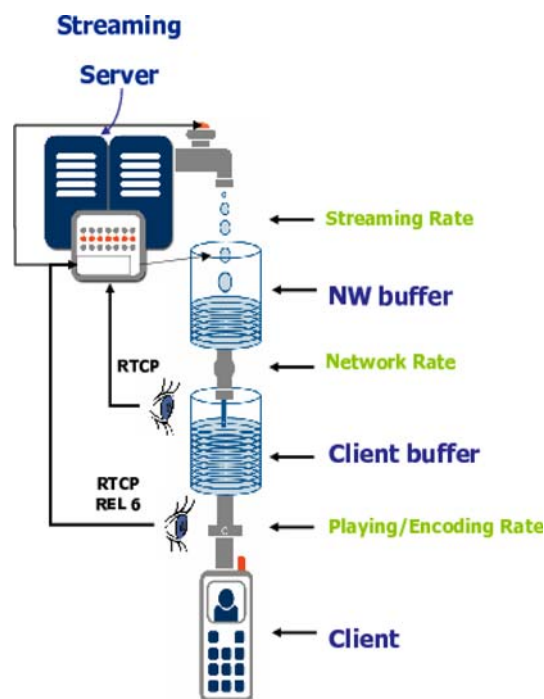 Streaming
Server
Streaming Rate
NW buffer
RTCP
Network Rate
Client buffer
RTCP
REL 6
Playing/Encoding Rate
Client